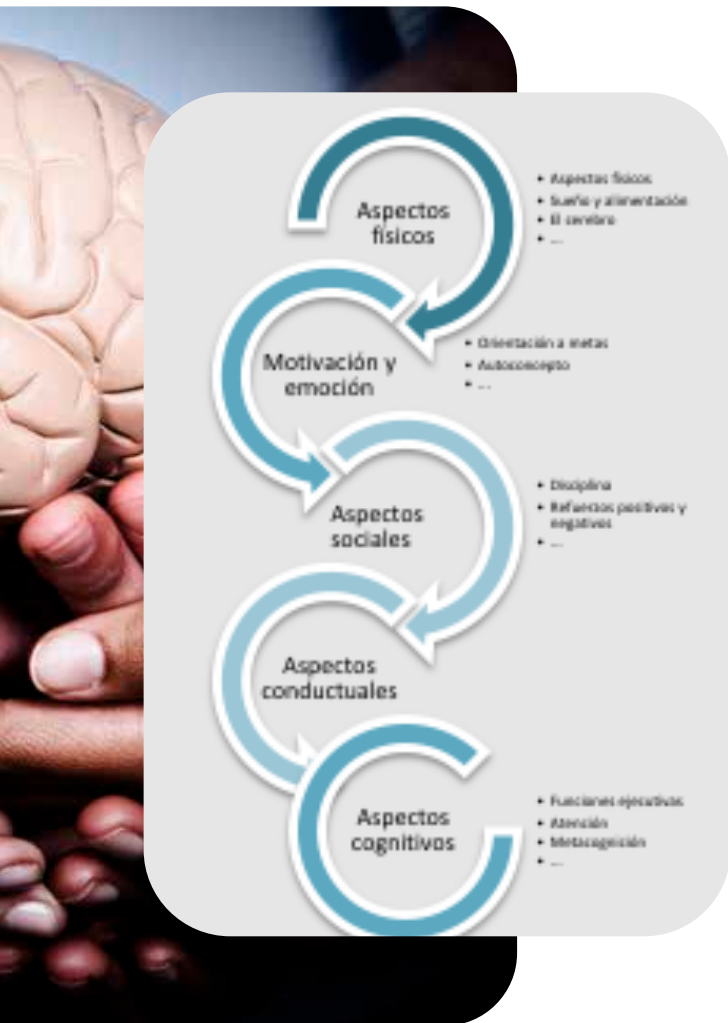 Aspectos
físicos
• Aspectos físicos
• Sueño y alimentación
• El cerebro
• ...
Motivación y
emoción
• Orientación a metas
• Autoconcepto
• ...
Aspectos
sociales
• Disciplina
• Refuerzos positivos y
negativos
• ...
Aspectos
conductuales
Aspectos
cognitivos
• Funciones ejecutivas
• Atención
• Metacognición
• ...